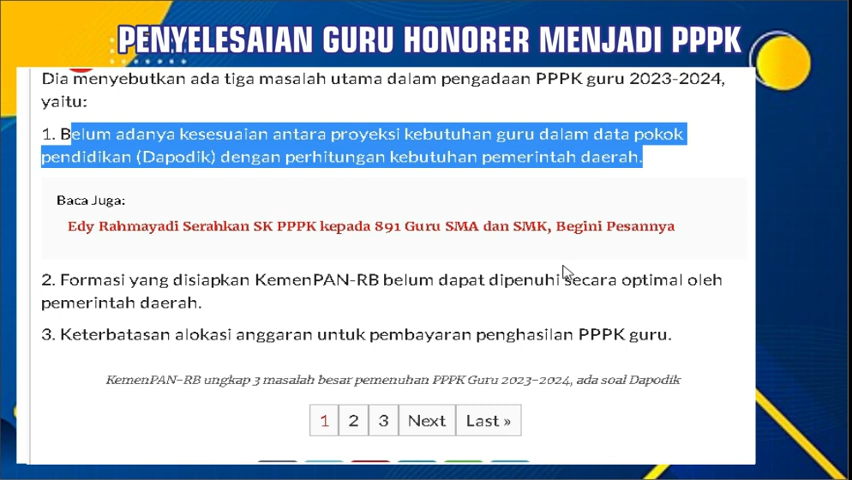 PENYELESAIAN GURU HONORER MENJADI PPPK
Dia menyebutkan ada tiga masalah utama dalam pengadaan PPPK guru 2023-2024,
yaitu:
1. Belum adanya kesesuaian antara proyeksi kebutuhan guru dalam data pokok
pendidikan (Dapodik) dengan perhitungan kebutuhan pemerintah daerah.
Baca Juga:
Edy Rahmayadi Serahkan SK PPPK kepada 891 Guru SMA dan SMK, Begini Pesannya
2. Formasi yang disiapkan KemenPAN-RB belum dapat dipenuhi secara optimal oleh
pemerintah daerah.
3. Keterbatasan alokasi anggaran untuk pembayaran penghasilan PPPK guru.
KemenPAN-RB ungkap 3 masalah besar pemenuhan PPPK Guru 2023-2024, ada soal Dapodik
1 2 3 Next Last »